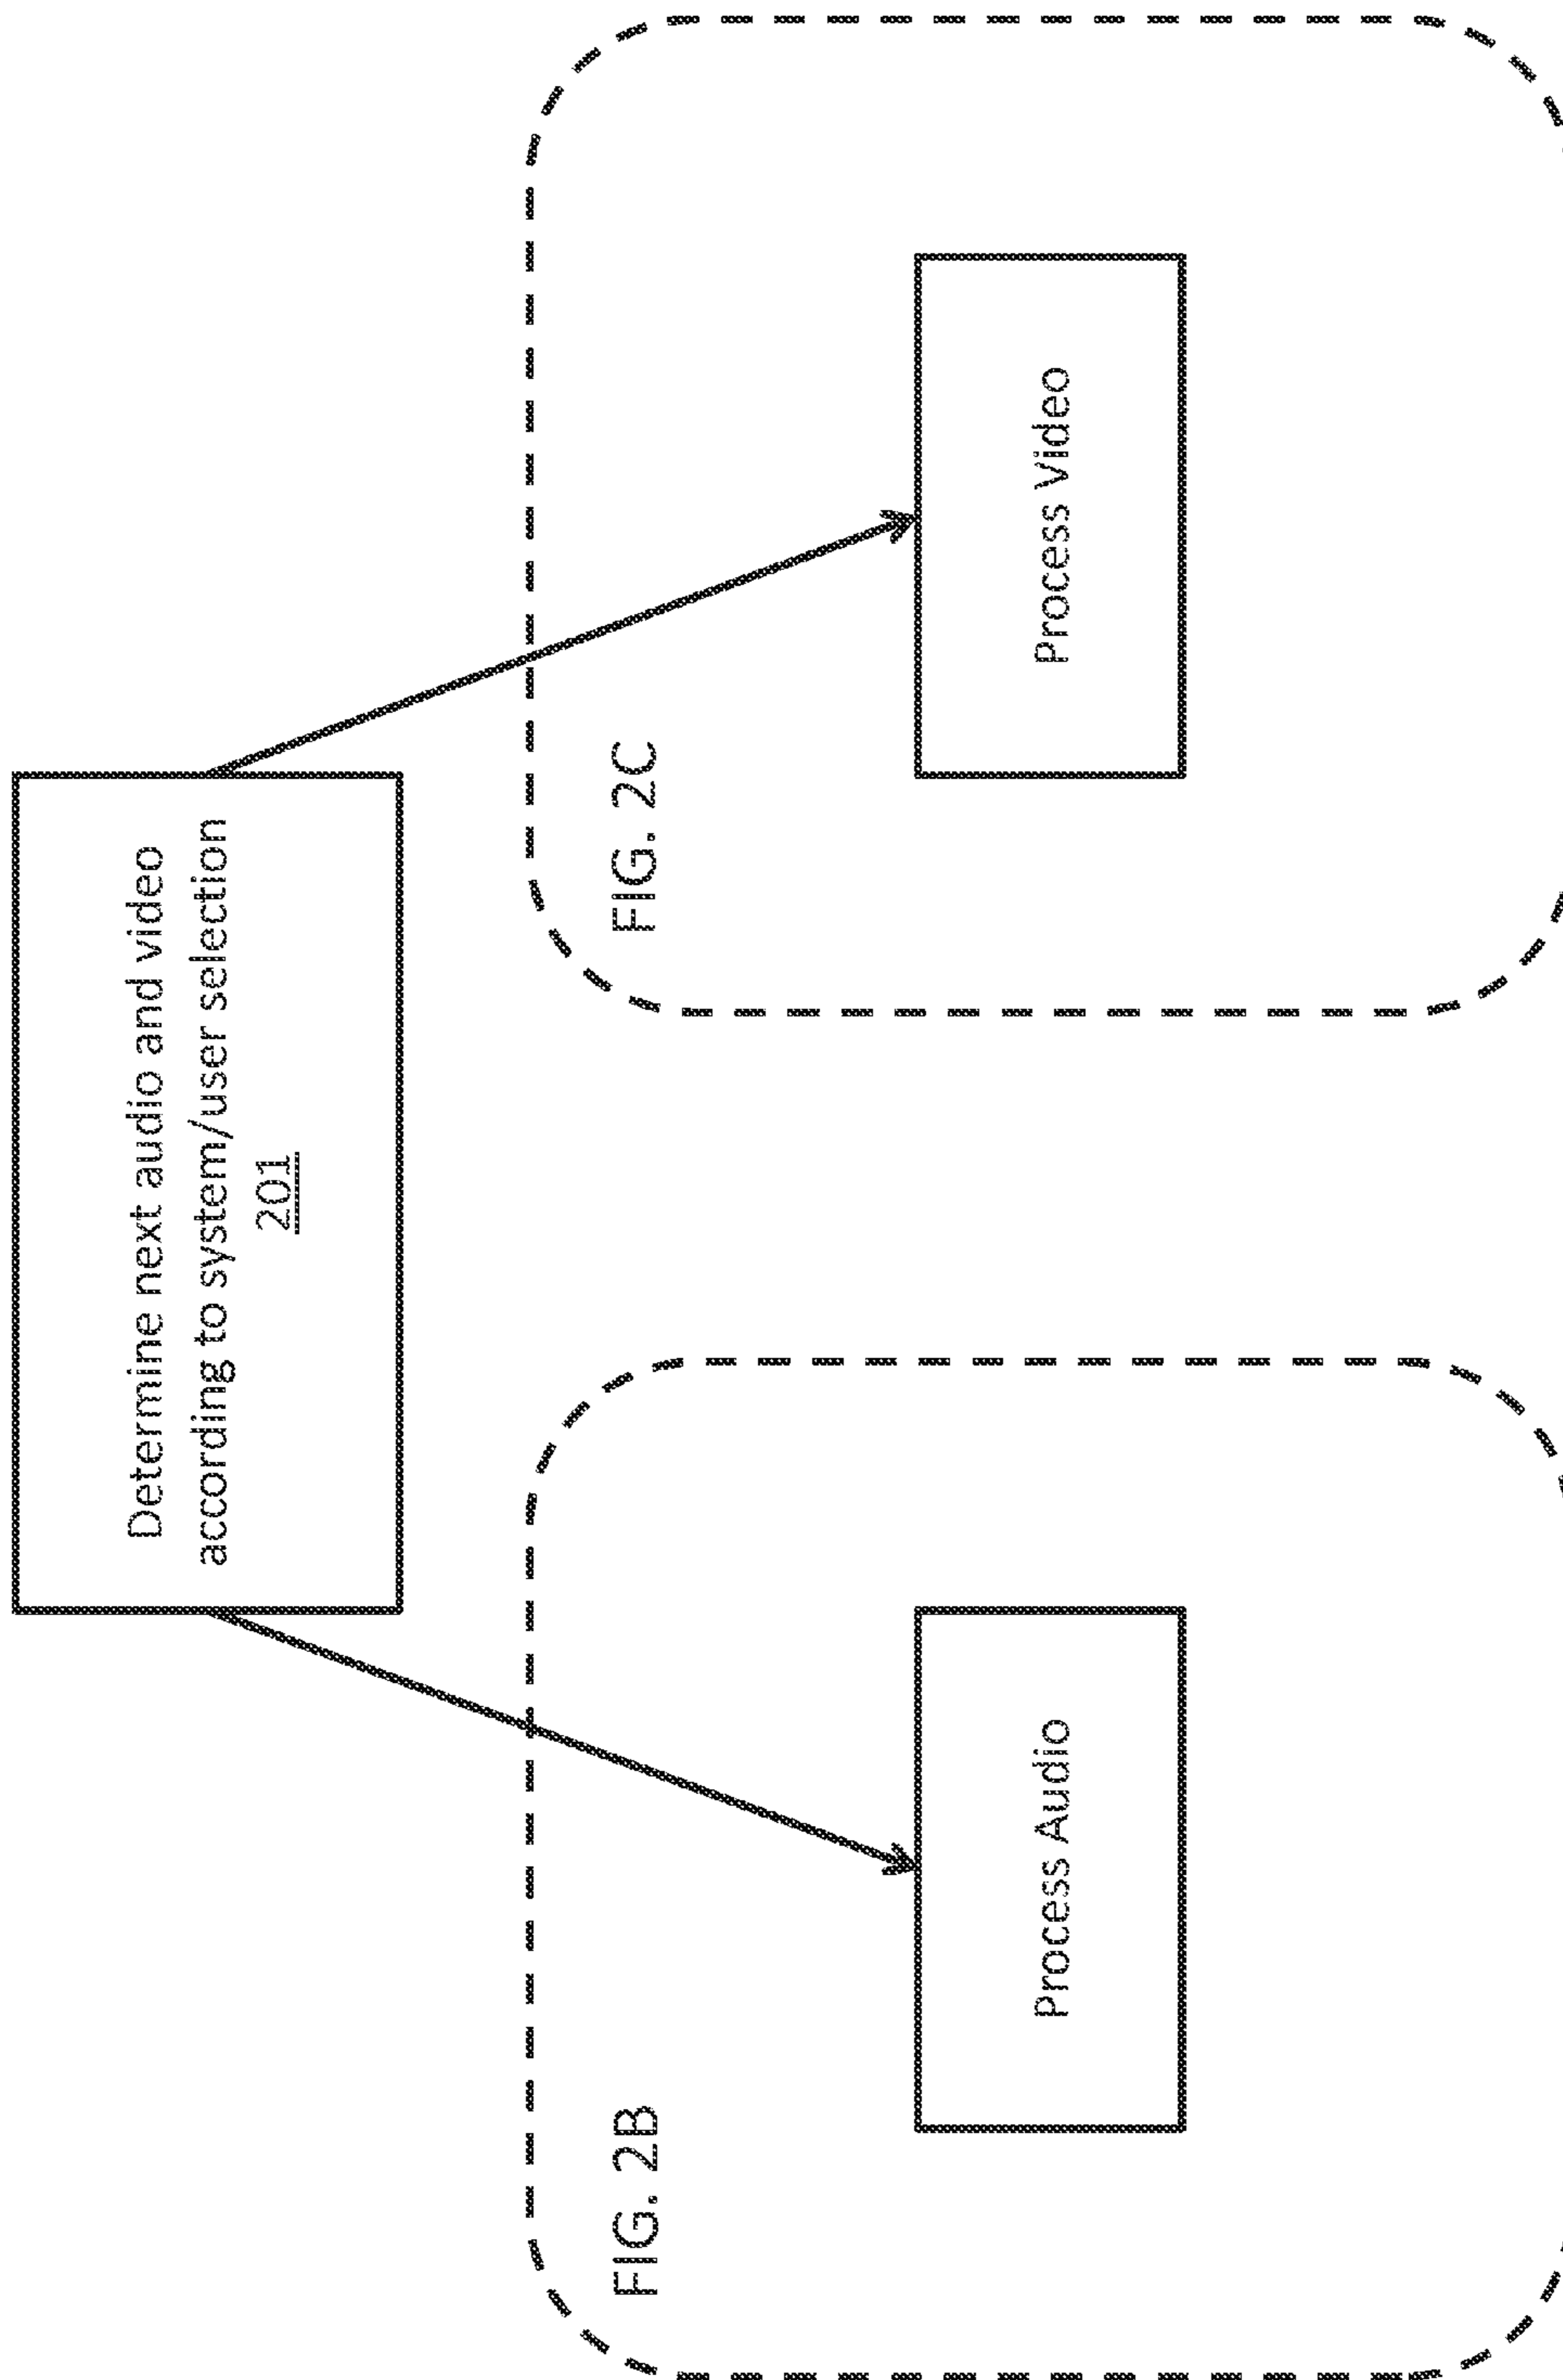 Determine next audio and video
according to system/user selection
201
FIG. 2B
Process Audio
FIG. 2C
Process Video